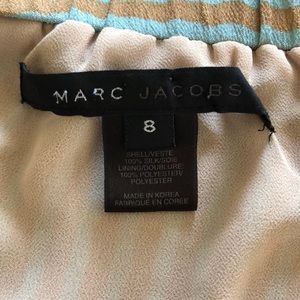 MARC JACOBS
8
SHELL/VESTE
100% SILK/SOIE
LINING/DOUBLURE
100% POLYESTER/
POLYESTER
MADE IN KOREA
FABRIQUE EN COREE